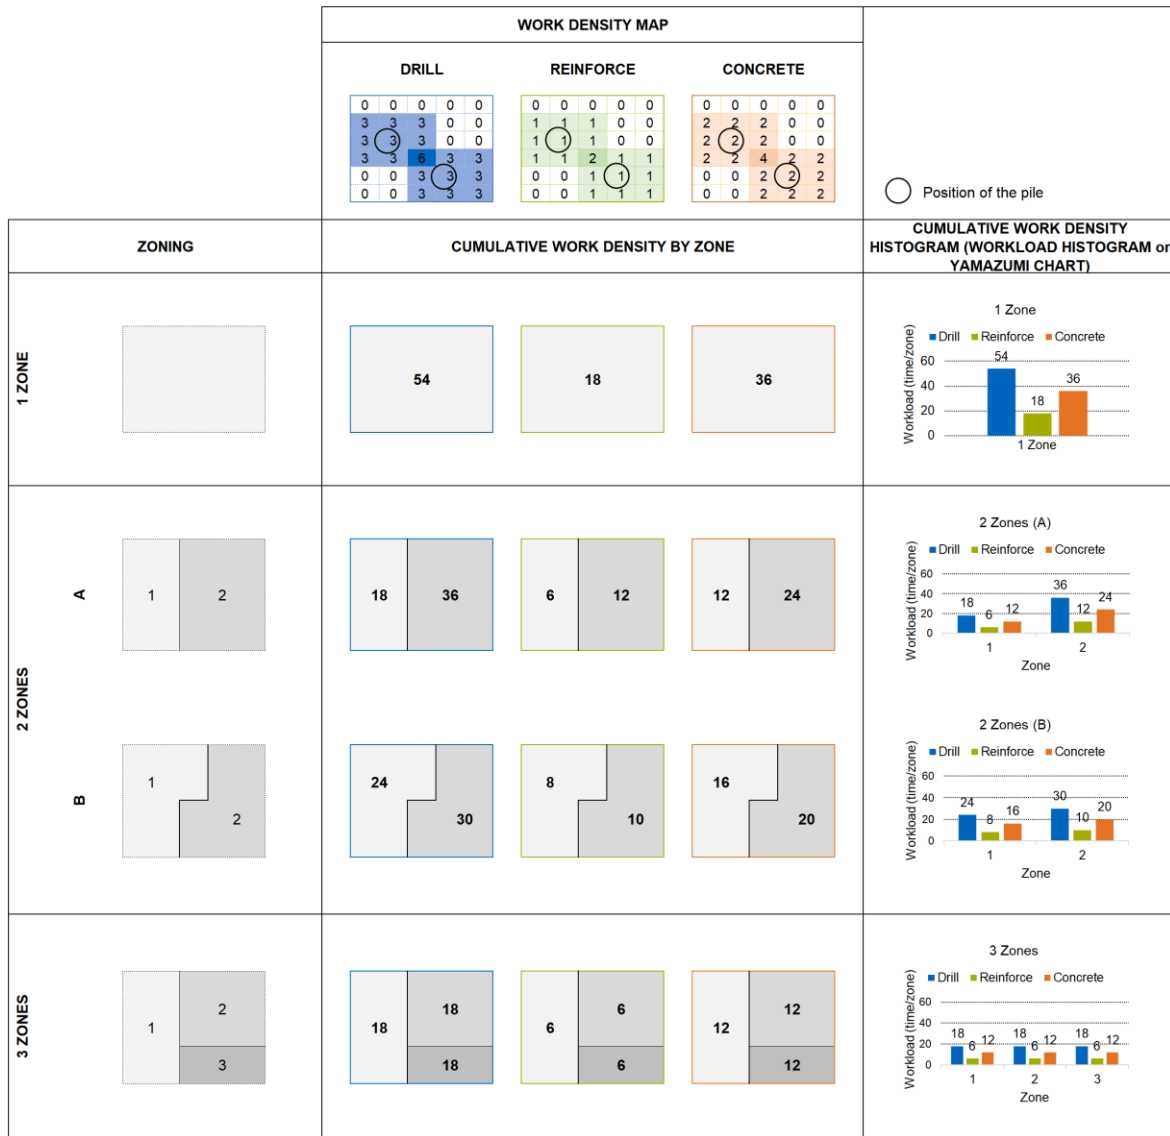 WORK DENSITY MAP
DRILL REINFORCE CONCRETE
0 0 0 0 0 0 0 0 0 0 0 0 0 0 0
3 3 3 0 0 1 1 1 0 0 2 2 2 0 0
3 3 3 0 0 1 1 1 0 0 2 2 2 0 0
3 3 6 3 3 1 1 2 1 1 2 2 4 2 2
0 0 3 3 3 0 0 1 1 1 0 0 2 2 2
0 0 3 3 3 0 0 1 1 1 0 0 2 2 2
Position of the pile
ZONING
CUMULATIVE WORK DENSITY BY ZONE
CUMULATIVE WORK DENSITY
HISTOGRAM (WORKLOAD HISTOGRAM or
YAMAZUMI CHART)
1 ZONE
54 18 36
1 Zone
Drill Reinforce Concrete
Workload (time/zone)
60
40
20
0
54 18 36
1 Zone
2 ZONES
A
1 2
18 36 6 12 12 24
2 Zones (A)
Drill Reinforce Concrete
Workload (time/zone)
60
40
20
0
18 6 12 36 12 24
1 2
Zone
B
1
2
24 8 16
30 10 20
2 Zones (B)
Drill Reinforce Concrete
Workload (time/zone)
60
40
20
0
24 8 16 30 10 20
1 2
Zone
3 ZONES
1
2
3
18 18 6 6 12 12
18 6 12
3 Zones
Drill Reinforce Concrete
Workload (time/zone)
60
40
20
0
18 6 12 18 6 12 18 6 12
1 2 3
Zone